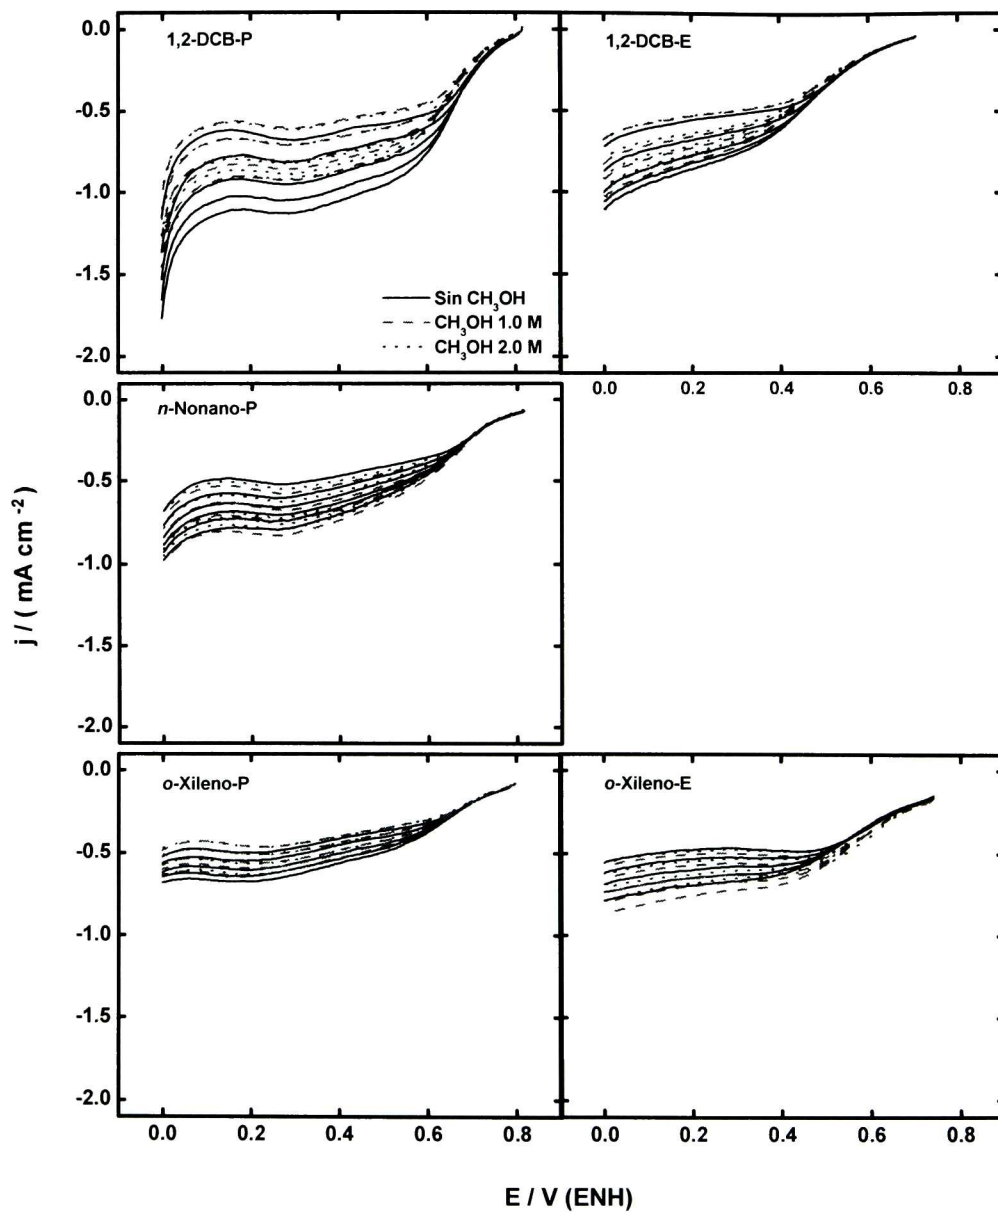 1,2-DCB-P
1,2-DCB-E
0.0
-0.5
-1.0
-1.5
-2.0
Sin CH₃OH
CH₃OH 1.0 M
CH₃OH 2.0 M
0.0 0.2 0.4 0.6 0.8
n-Nonano-P
0.0
-0.5
-1.0
-1.5
-2.0
j / ( mA cm ⁻²)
o-Xileno-P
o-Xileno-E
0.0
-0.5
-1.0
-1.5
-2.0
0.0 0.2 0.4 0.6 0.8
0.0 0.2 0.4 0.6 0.8
E / V (ENH)